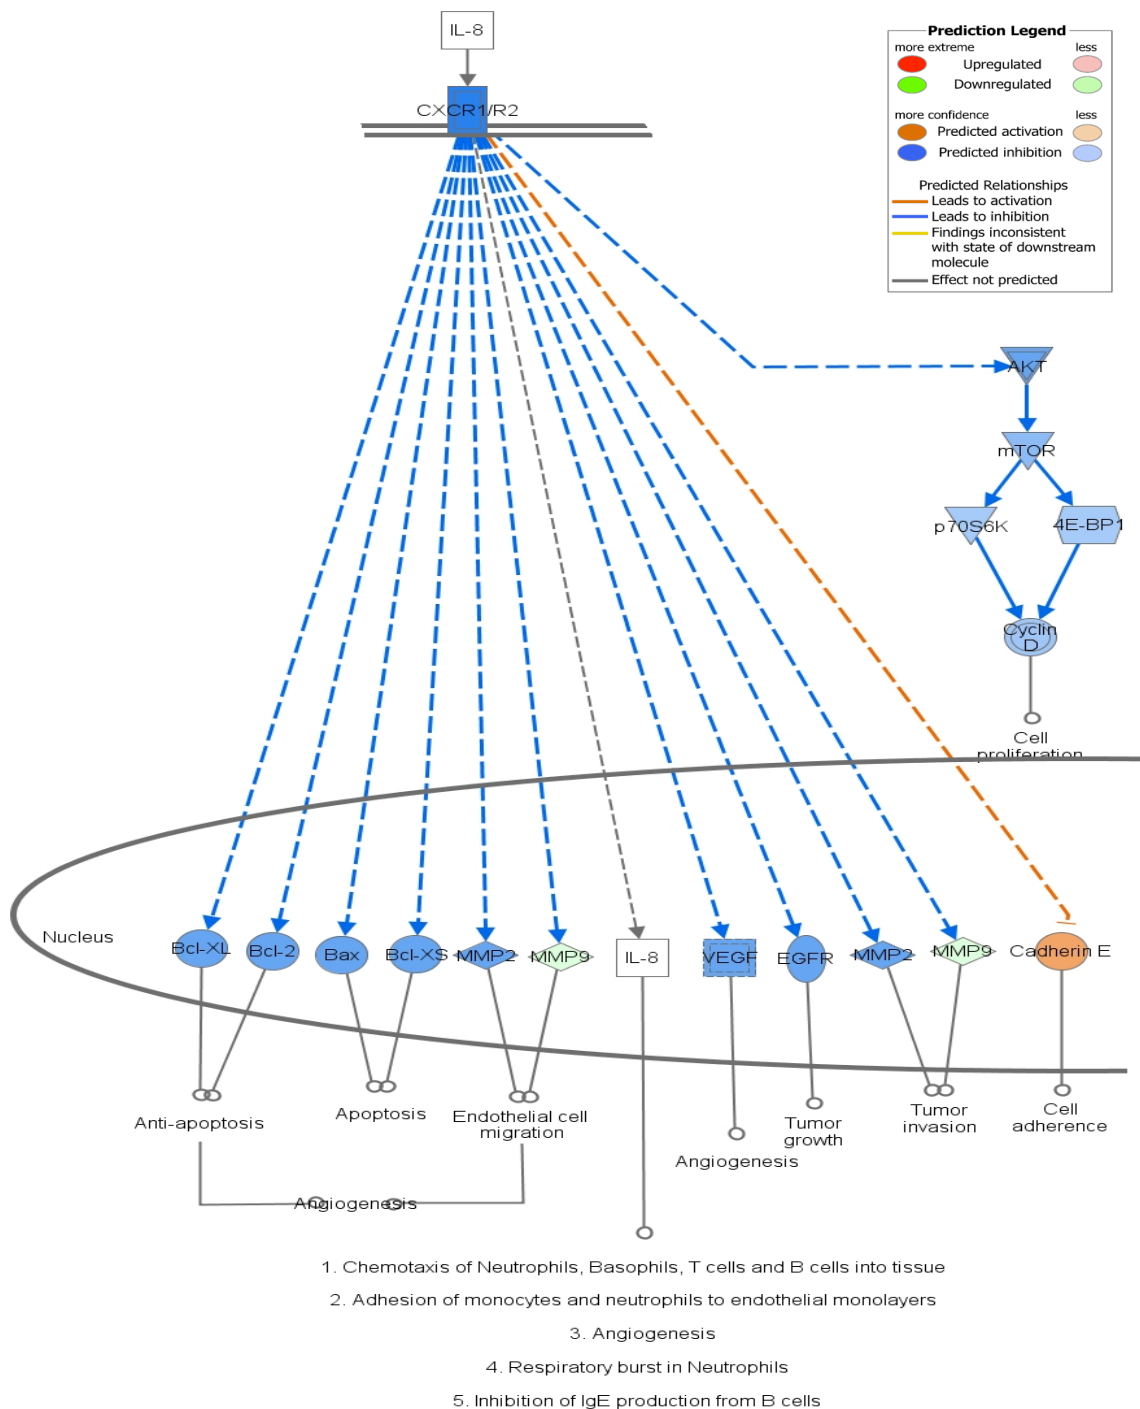 IL-8
CXCR1/R2
Prediction Legend
more extreme less
Upregulated
Downregulated
more confidence less
Predicted activation
Predicted inhibition
Predicted Relationships
Leads to activation
Leads to inhibition
Findings inconsistent
with state of downstream
molecule
Effect not predicted
AKT
mTOR
p70S6K
4E-BP1
Cyclin
D
Cell
proliferation
Nucleus
Bcl-XL
Bcl-2
Bax
Bcl-XS
MMP2
MMP9
IL-8
VEGF
EGFR
MMP2
MMP9
Cadherin E
Anti-apoptosis
Apoptosis
Endothelial cell
migration
Angiogenesis
Tumor
growth
Tumor
invasion
Cell
adherence
Angiogenesis
1. Chemotaxis of Neutrophils, Basophils, T cells and B cells into tissue
2. Adhesion of monocytes and neutrophils to endothelial monolayers
3. Angiogenesis
4. Respiratory burst in Neutrophils
5. Inhibition of IgE production from B cells